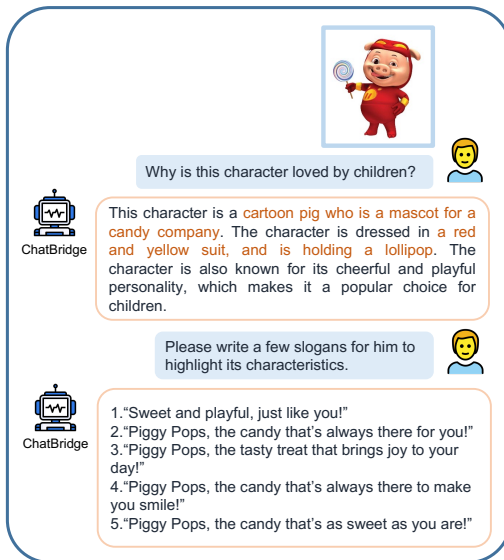 Why is this character loved by children?
ChatBridge
This character is a cartoon pig who is a mascot for a
candy company. The character is dressed in a red
and yellow suit, and is holding a lollipop. The
character is also known for its cheerful and playful
personality, which makes it a popular choice for
children.
Please write a few slogans for him to
highlight its characteristics.
ChatBridge
1.“Sweet and playful, just like you!”
2.“Piggy Pops, the candy that’s always there for you!”
3.“Piggy Pops, the tasty treat that brings joy to your
day!”
4.“Piggy Pops, the candy that’s always there to make
you smile!”
5.“Piggy Pops, the candy that’s as sweet as you are!”